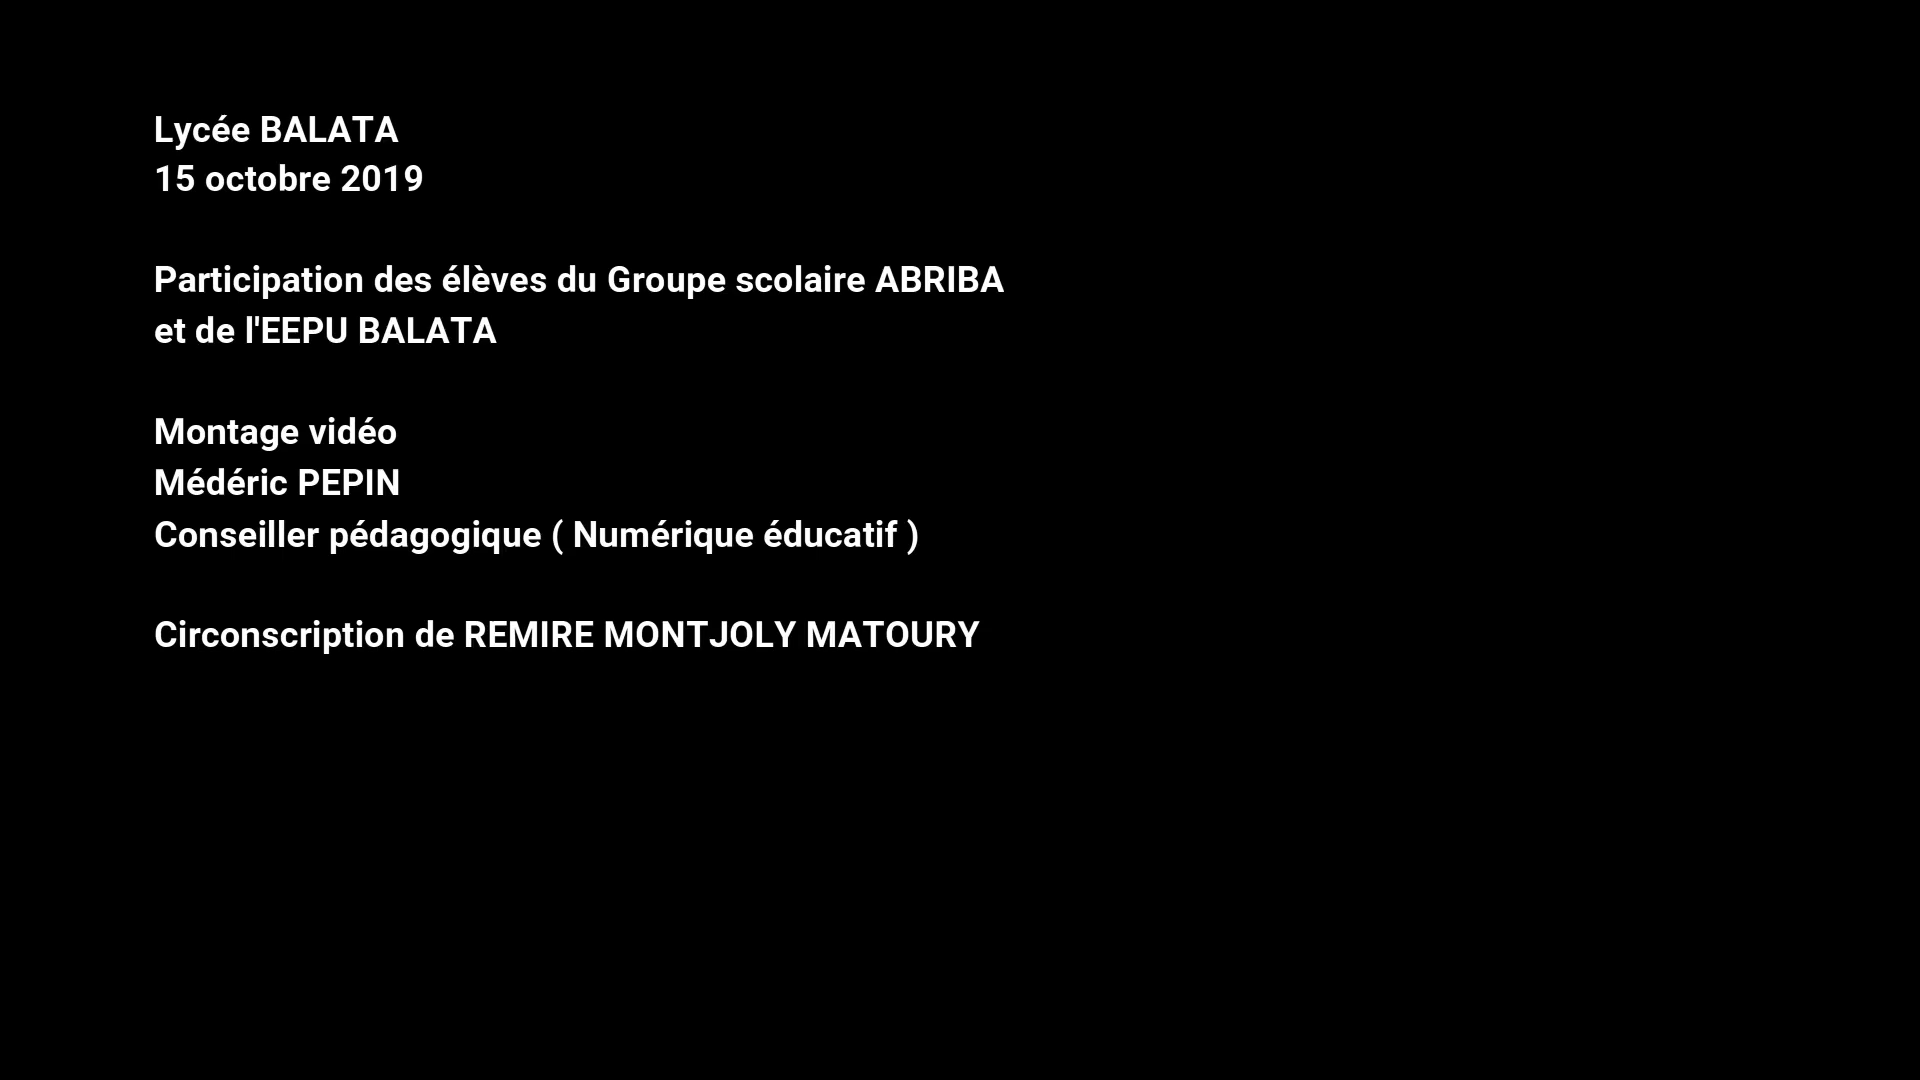 Lycée BALATA
15 octobre 2019
Participation des élèves du Groupe scolaire ABRIBA
et de l'EEPU BALATA
Montage vidéo
Médéric PEPIN
Conseiller pédagogique ( Numérique éducatif )
Circonscription de REMIRE MONTJOLY MATOURY